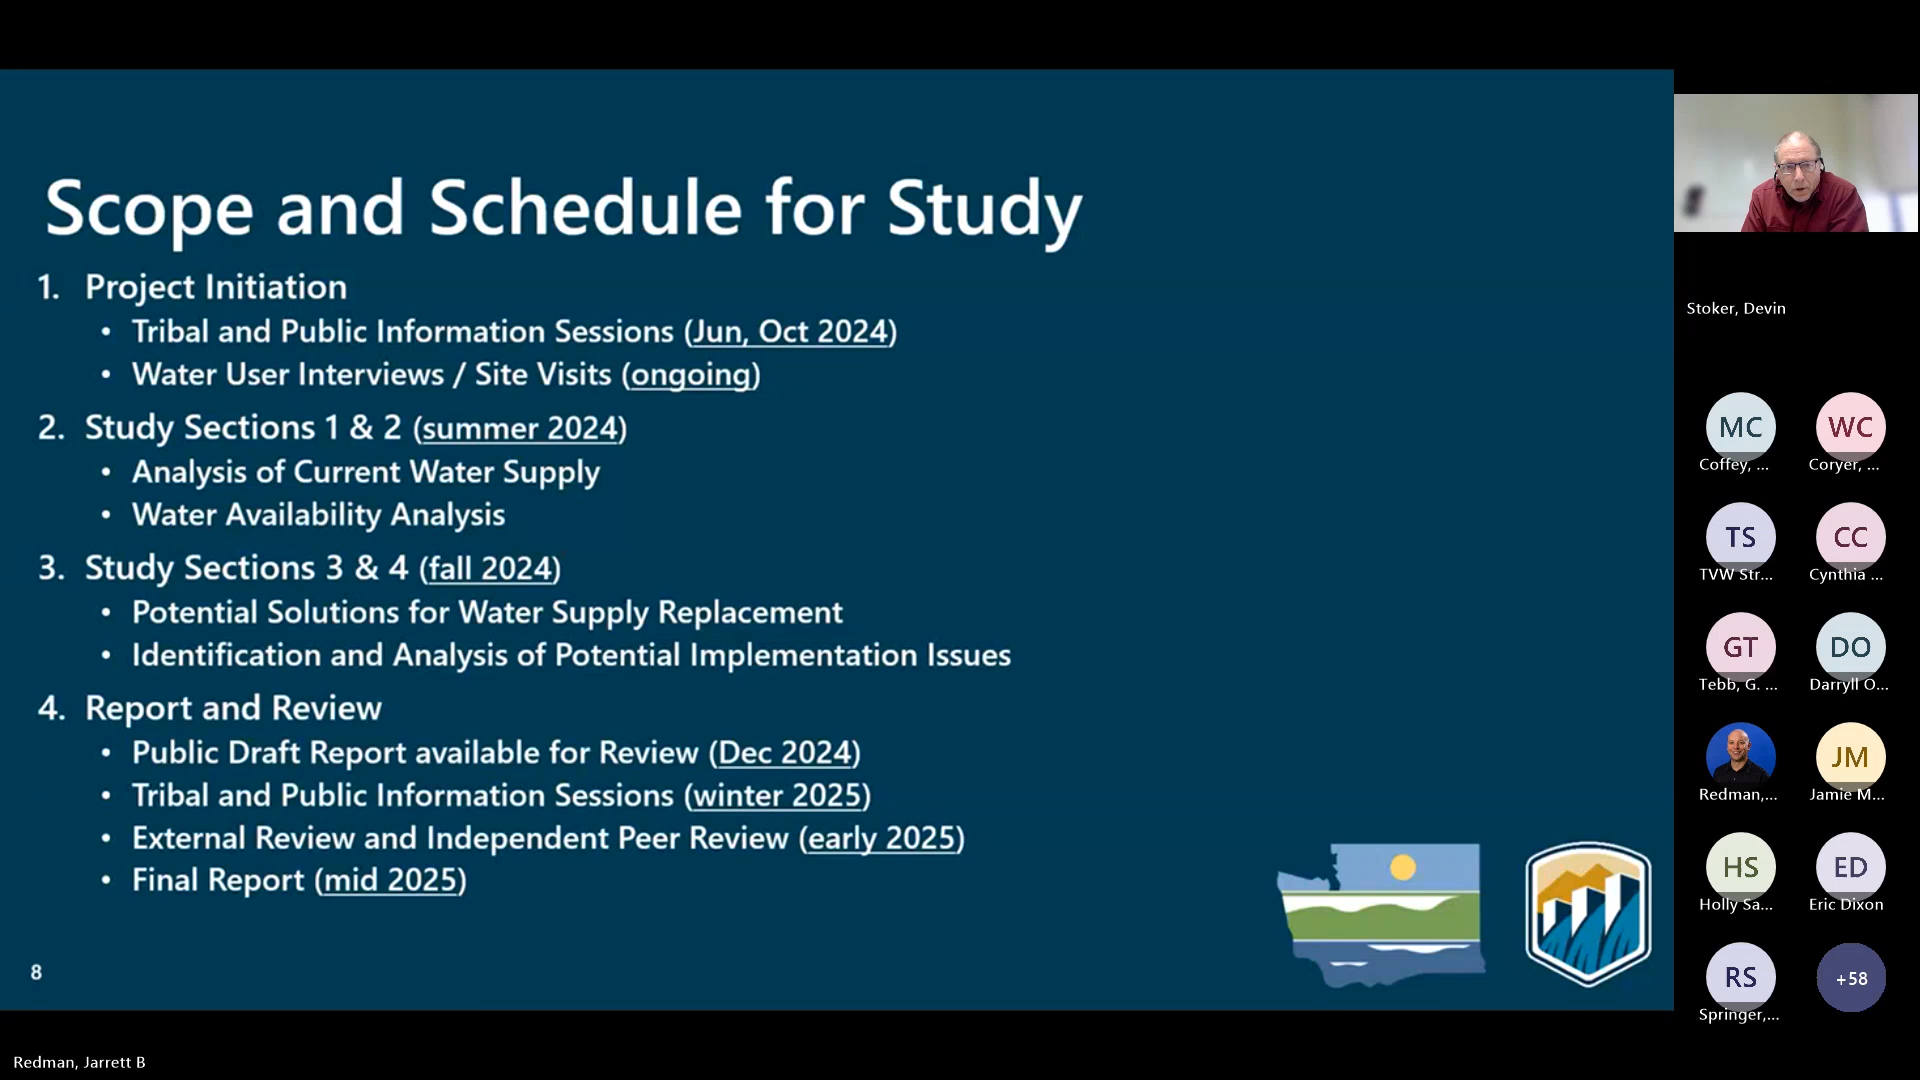 Scope and Schedule for Study
1. Project Initiation
• Tribal and Public Information Sessions (Jun, Oct 2024)
• Water User Interviews / Site Visits (ongoing)
2. Study Sections 1 & 2 (summer 2024)
• Analysis of Current Water Supply
• Water Availability Analysis
3. Study Sections 3 & 4 (fall 2024)
• Potential Solutions for Water Supply Replacement
• Identification and Analysis of Potential Implementation Issues
4. Report and Review
• Public Draft Report available for Review (Dec 2024)
• Tribal and Public Information Sessions (winter 2025)
• External Review and Independent Peer Review (early 2025)
• Final Report (mid 2025)
8
Redman, Jarrett B
Stoker, Devin
MC WC
Coffey, ... Coryer, ...
TS CC
TVW Str... Cynthia ...
GT DO
Tebb, G. ... Darryll O...
JM
Redman,... Jamie M...
HS ED
Holly Sa... Eric Dixon
RS +58
Springer,...